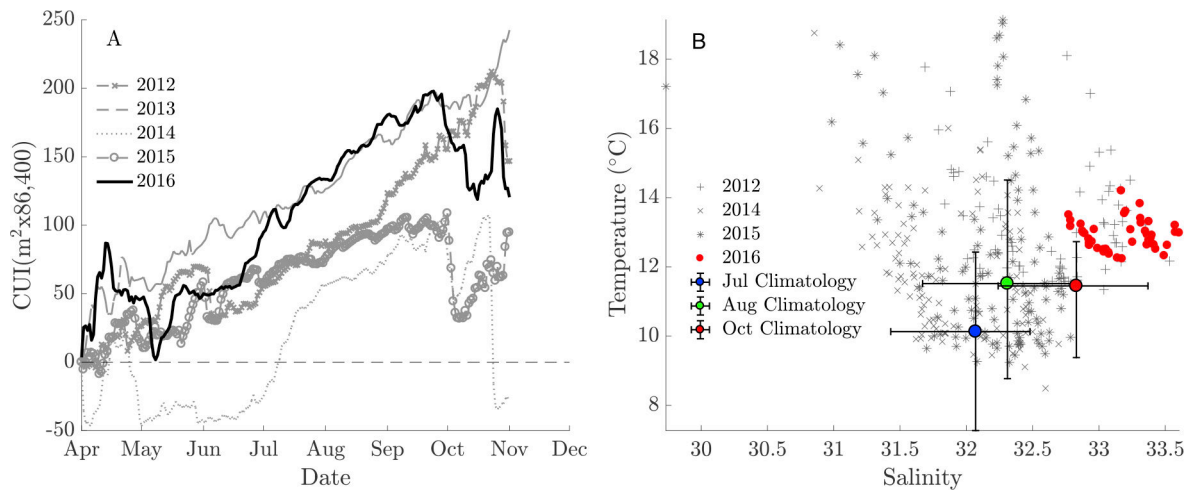 A
250
200
150
100
50
0
-50
CUI(m²x86,400)
2012
2013
2014
2015
2016
Apr May Jun Jul Aug Sep Oct Nov Dec
Date
B
18
16
14
12
10
8
Temperature (°C)
2012
2014
2015
2016
Jul Climatology
Aug Climatology
Oct Climatology
30 30.5 31 31.5 32 32.5 33 33.5
Salinity